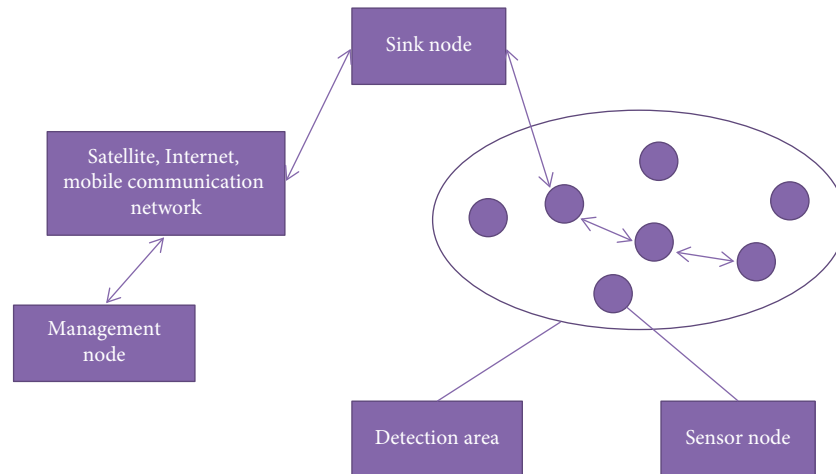 Sink node
Satellite, Internet,
mobile communication
network
Management
node
Detection area
Sensor node